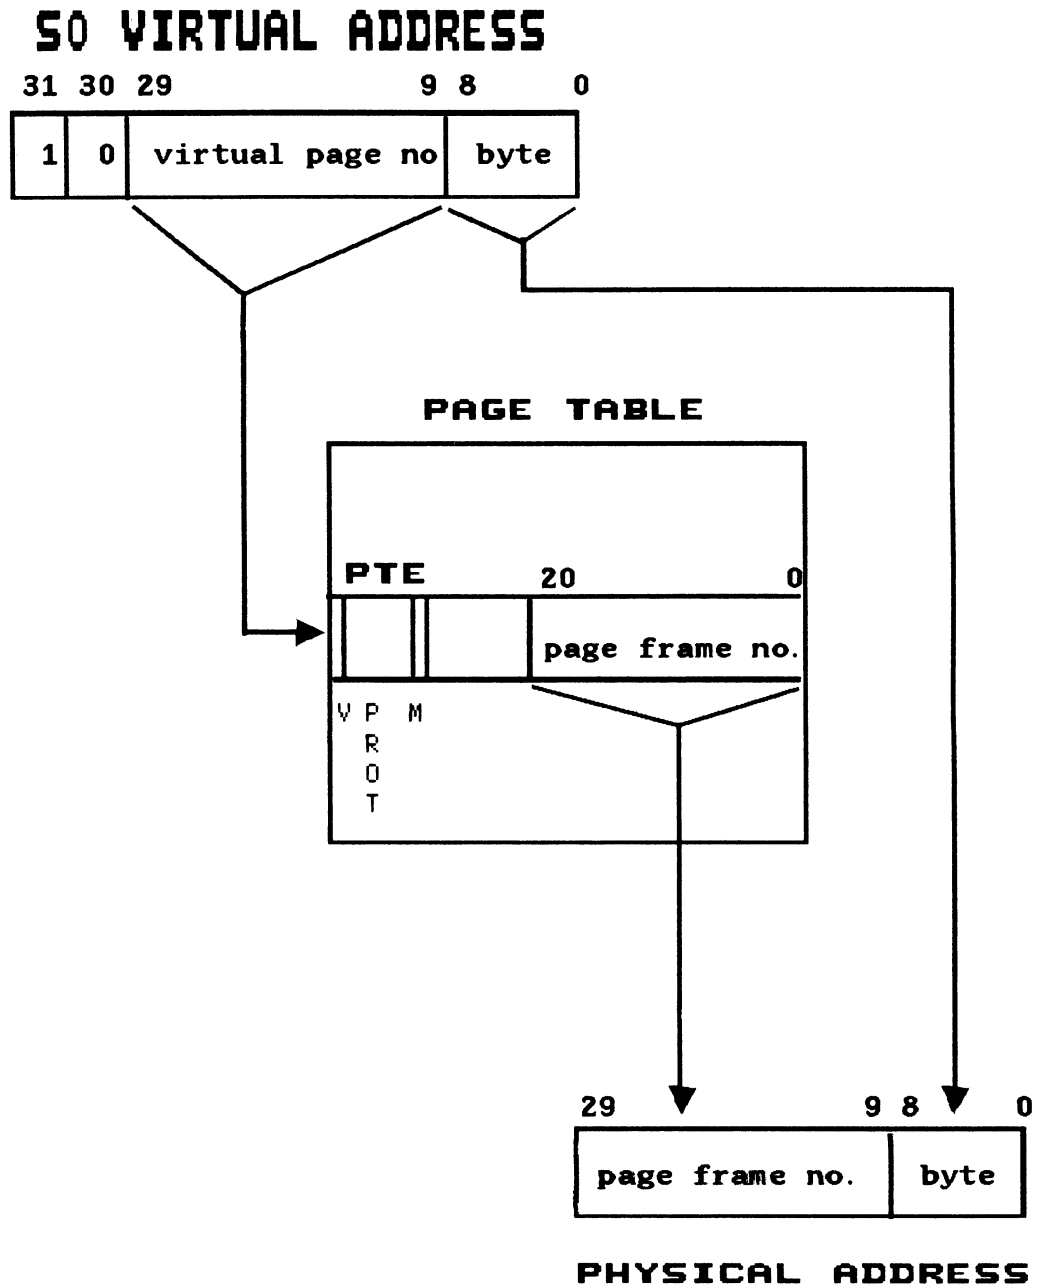 S0 VIRTUAL ADDRESS
31 30 29 9 8 0
1 0 virtual page no byte
PAGE TABLE
PTE 20 0
page frame no.
V P M
R
O
T
29 9 8 0
page frame no. byte
PHYSICAL ADDRESS